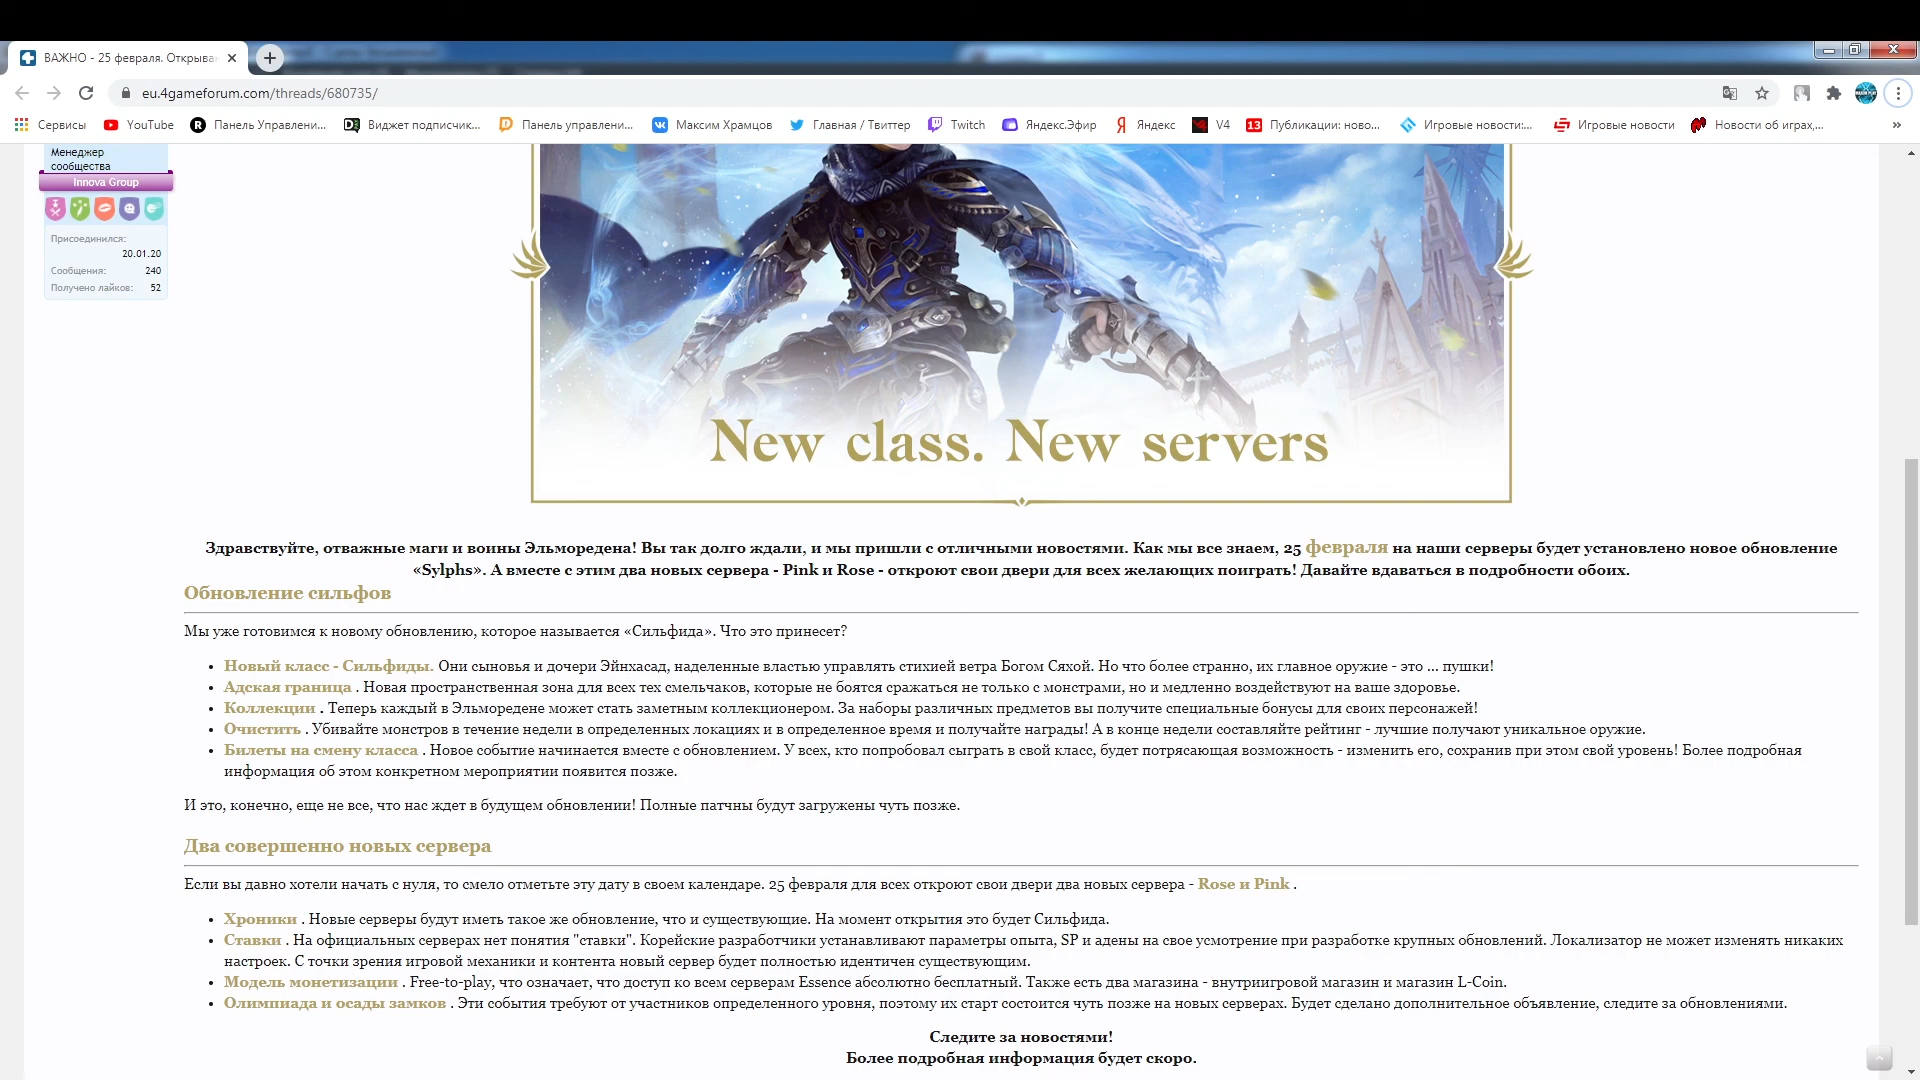 ВАЖНО - 25 февраля. Открыва
eu.4gameforum.com/threads/680735/
Сервисы
YouTube
Панель Управлени...
Виджет подписчик...
Панель управлени...
Максим Храмцов
Главная / Твиттер
Twitch
Яндекс.Эфир
Яндекс
V4
Публикации: ново...
Игровые новости:...
Игровые новости
Новости об играх,...
Менеджер
сообщества
Innova Group
Присоединился:
20.01.20
Сообщения: 240
Получено лайков: 52
New class. New servers
Здравствуйте, отважные маги и воины Эльморедена! Вы так долго ждали, и мы пришли с отличными новостями. Как мы все знаем, 25 февраля на наши серверы будет установлено новое обновление
«Sylphs». А вместе с этим два новых сервера - Pink и Rose - откроют свои двери для всех желающих поиграть! Давайте вдаваться в подробности обоих.
Обновление сильфов
Мы уже готовимся к новому обновлению, которое называется «Сильфида». Что это принесет?
Новый класс - Сильфиды. Они сыновья и дочери Эйнхасад, наделенные властью управлять стихией ветра Богом Сяхой. Но что более странно, их главное оружие - это ... пушки!
Адская граница . Новая пространственная зона для всех тех смельчаков, которые не боятся сражаться не только с монстрами, но и медленно воздействуют на ваше здоровье.
Коллекции . Теперь каждый в Эльморедене может стать заметным коллекционером. За наборы различных предметов вы получите специальные бонусы для своих персонажей!
Очистить . Убивайте монстров в течение недели в определенных локациях и в определенное время и получайте награды! А в конце недели составляйте рейтинг - лучшие получают уникальное оружие.
Билеты на смену класса . Новое событие начинается вместе с обновлением. У всех, кто попробовал сыграть в свой класс, будет потрясающая возможность - изменить его, сохранив при этом свой уровень! Более подробная
информация об этом конкретном мероприятии появится позже.
И это, конечно, еще не все, что нас ждет в будущем обновлении! Полные патчны будут загружены чуть позже.
Два совершенно новых сервера
Если вы давно хотели начать с нуля, то смело отметьте эту дату в своем календаре. 25 февраля для всех откроют свои двери два новых сервера - Rose и Pink .
Хроники . Новые серверы будут иметь такое же обновление, что и существующие. На момент открытия это будет Сильфида.
Ставки . На официальных серверах нет понятия "ставки". Корейские разработчики устанавливают параметры опыта, SP и адены на свое усмотрение при разработке крупных обновлений. Локализатор не может изменять никаких
настроек. С точки зрения игровой механики и контента новый сервер будет полностью идентичен существующим.
Модель монетизации . Free-to-play, что означает, что доступ ко всем серверам Essence абсолютно бесплатный. Также есть два магазина - внутриигровой магазин и магазин L-Coin.
Олимпиада и осады замков . Эти события требуют от участников определенного уровня, поэтому их старт состоится чуть позже на новых серверах. Будет сделано дополнительное объявление, следите за обновлениями.
Следите за новостями!
Более подробная информация будет скоро.